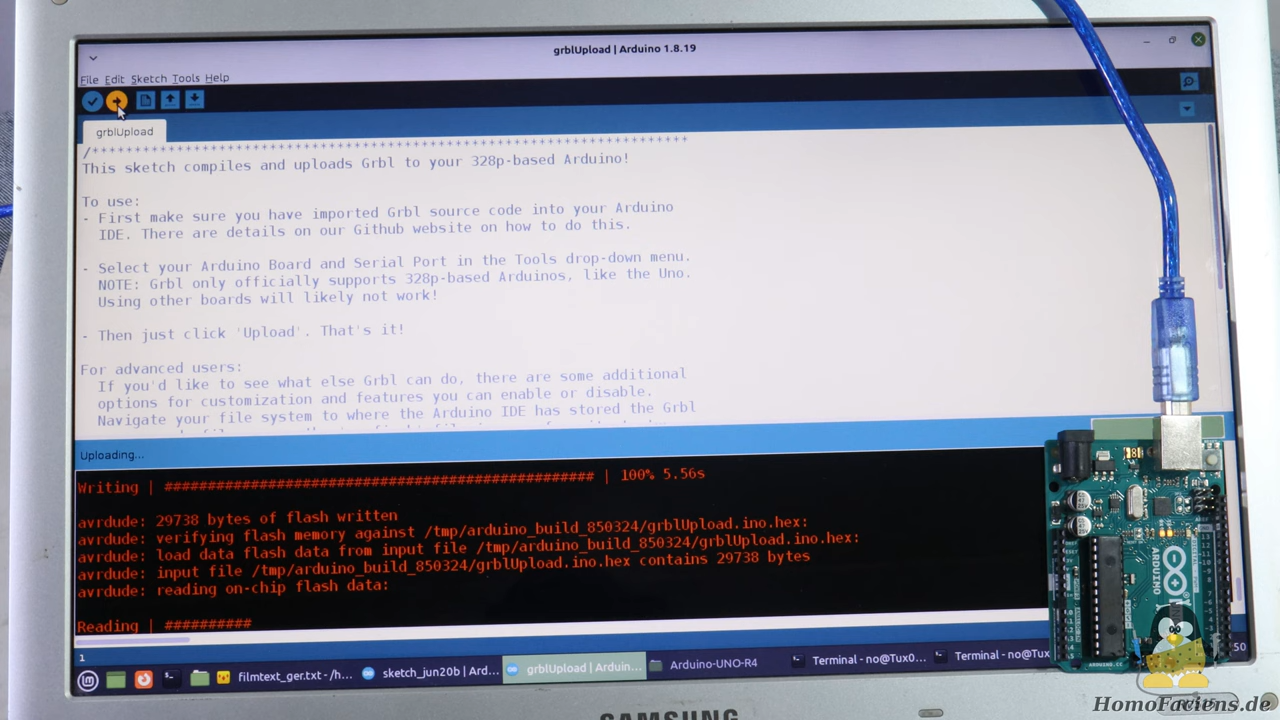 grblUpload | Arduino 1.8.19
File Edit Sketch Tools Help
grblUpload
/******************************************************************
This sketch compiles and uploads Grbl to your 328p-based Arduino!
To use:
- First make sure you have imported Grbl source code into your Arduino
IDE. There are details on our Github website on how to do this.
- Select your Arduino Board and Serial Port in the Tools drop-down menu.
NOTE: Grbl only officially supports 328p-based Arduinos, like the Uno.
Using other boards will likely not work!
- Then just click 'Upload'. That's it!
For advanced users:
If you'd like to see what else Grbl can do, there are some additional
options for customization and features you can enable or disable.
Navigate your file system to where the Arduino IDE has stored the Grbl
Uploading...
Writing | ################################################## | 100% 5.56s
avrdude: 29738 bytes of flash written
avrdude: verifying flash memory against /tmp/arduino_build_850324/grblUpload.ino.hex:
avrdude: load data flash data from input file /tmp/arduino_build_850324/grblUpload.ino.hex:
avrdude: input file /tmp/arduino_build_850324/grblUpload.ino.hex contains 29738 bytes
avrdude: reading on-chip flash data:
Reading | ##########
1
filmtext_ger.txt - /h... sketch_jun20b | Ard... grblUpload | Arduin... Arduino-UNO-R4 Terminal — no@Tux0... Terminal — no@Tux
ARDUINO
ARDUINO.CC
SAMSUNG
HomoFaciens.de